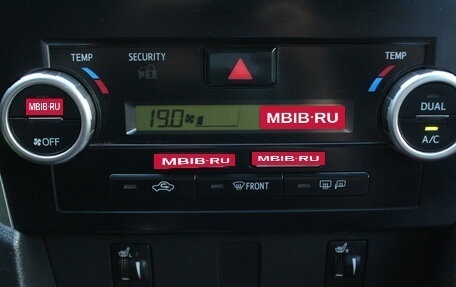 TEMP
SECURITY
TEMP
MBIB·RU
19.0
MBIB·RU
DUAL
OFF
A/C
MBIB·RU
MBIB·RU
FRONT
L
R